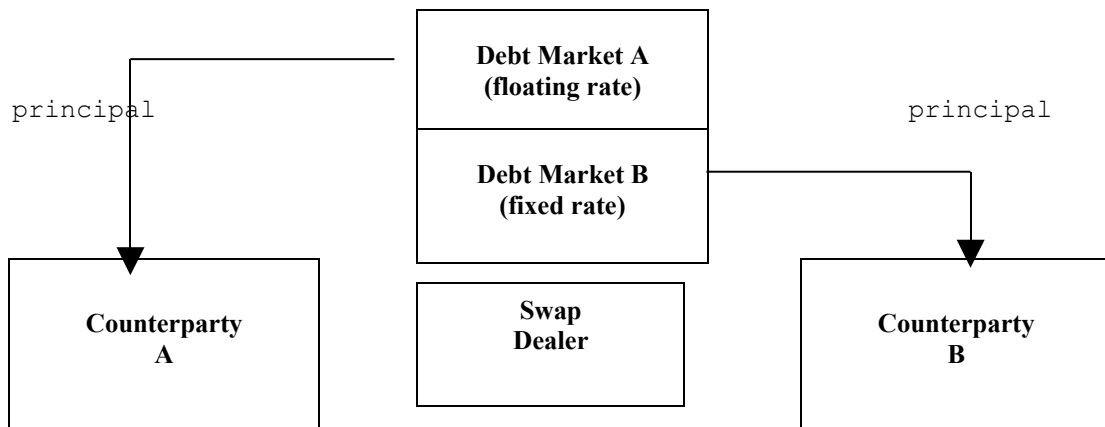 Debt Market A
(floating rate)
principal
principal
Debt Market B
(fixed rate)
Counterparty
A
Swap
Dealer
Counterparty
B